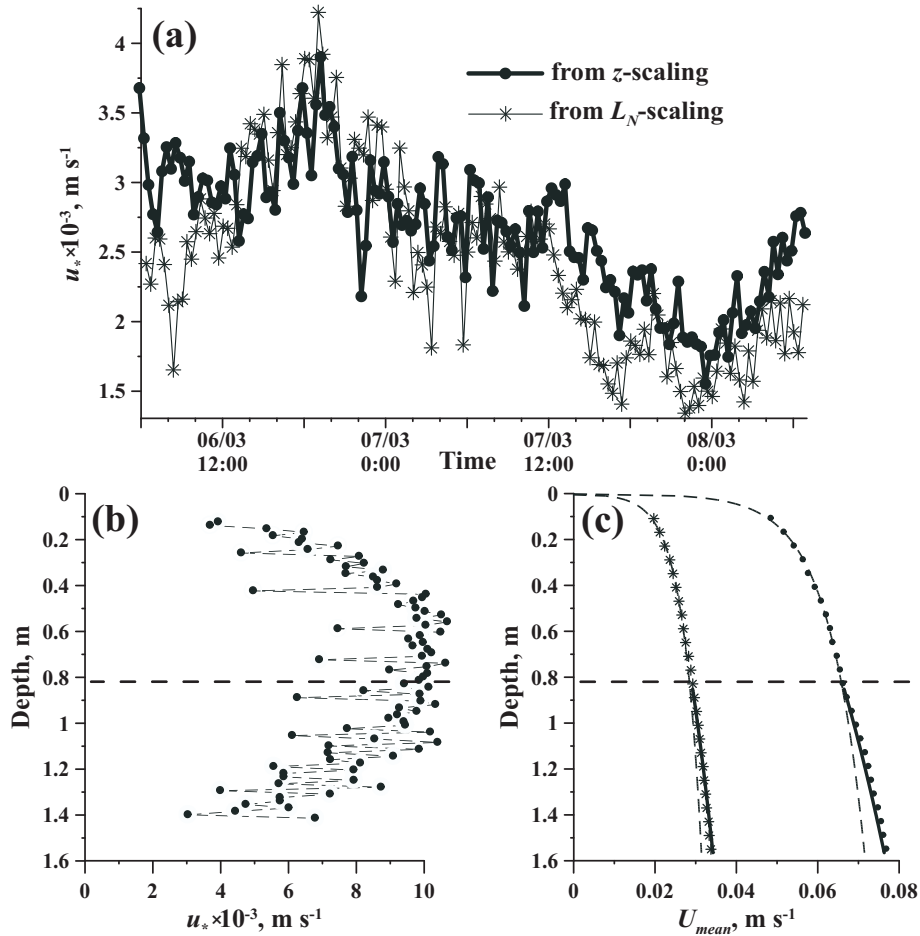 (a)
from z-scaling
from L_N-scaling
4
3.5
3
2.5
2
1.5
u_*×10⁻³, m s⁻¹
06/03 07/03 07/03 08/03
12:00 0:00 12:00 0:00
Time
(b)
0
0.2
0.4
0.6
0.8
1
1.2
1.4
1.6
Depth, m
0 2 4 6 8 10
u_*×10⁻³, m s⁻¹
(c)
0
0.2
0.4
0.6
0.8
1
1.2
1.4
1.6
Depth, m
0 0.02 0.04 0.06 0.08
U_mean, m s⁻¹